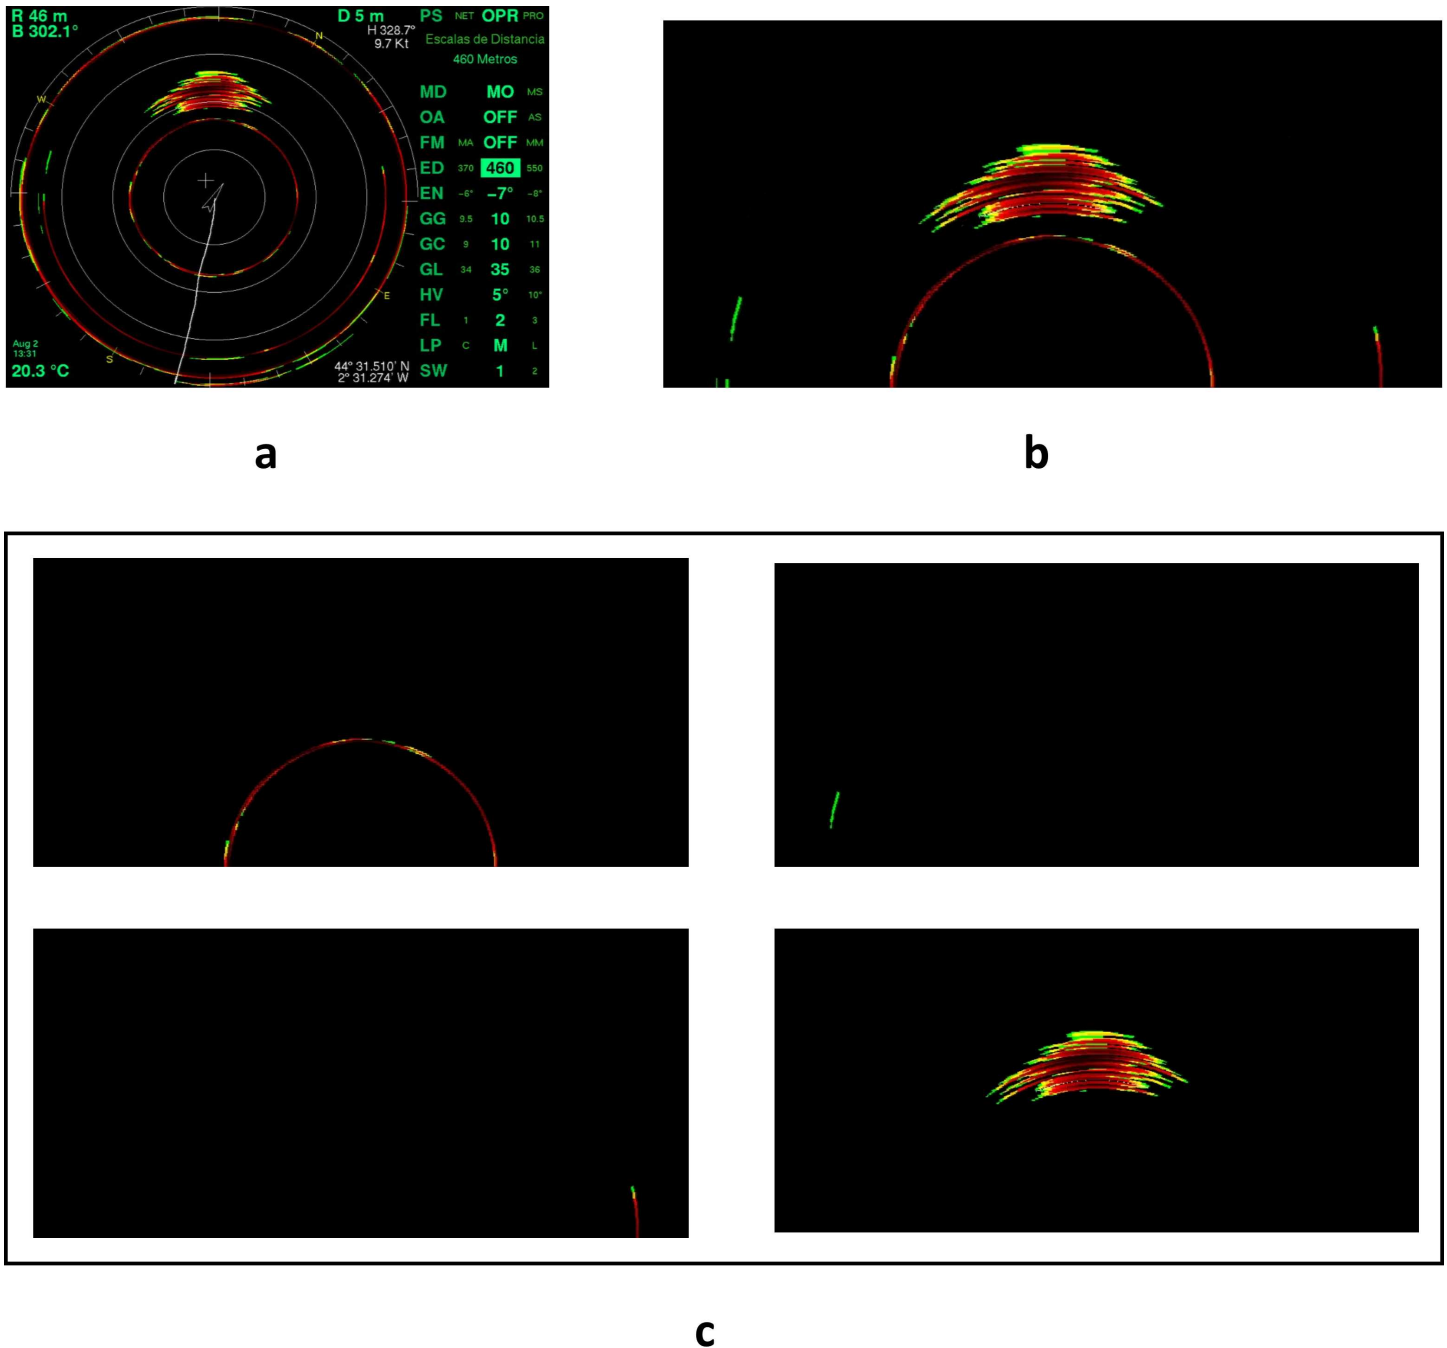 R 46 m
B 302.1°
D 5 m
H 328.7°
9.7 Kt
N
W
E
S
Aug 2
13:31
20.3 °C
44° 31.510' N
2° 31.274' W
PS NET OPR PRO
Escalas de Distancia
460 Metros
MD MO MS
OA OFF AS
FM MA OFF MM
ED 370 460 550
EN -6° -7° -8°
GG 9.5 10 10.5
GC 9 10 11
GL 34 35 36
HV 5° 10°
FL 1 2 3
LP C M L
SW 1 2
a
b
c